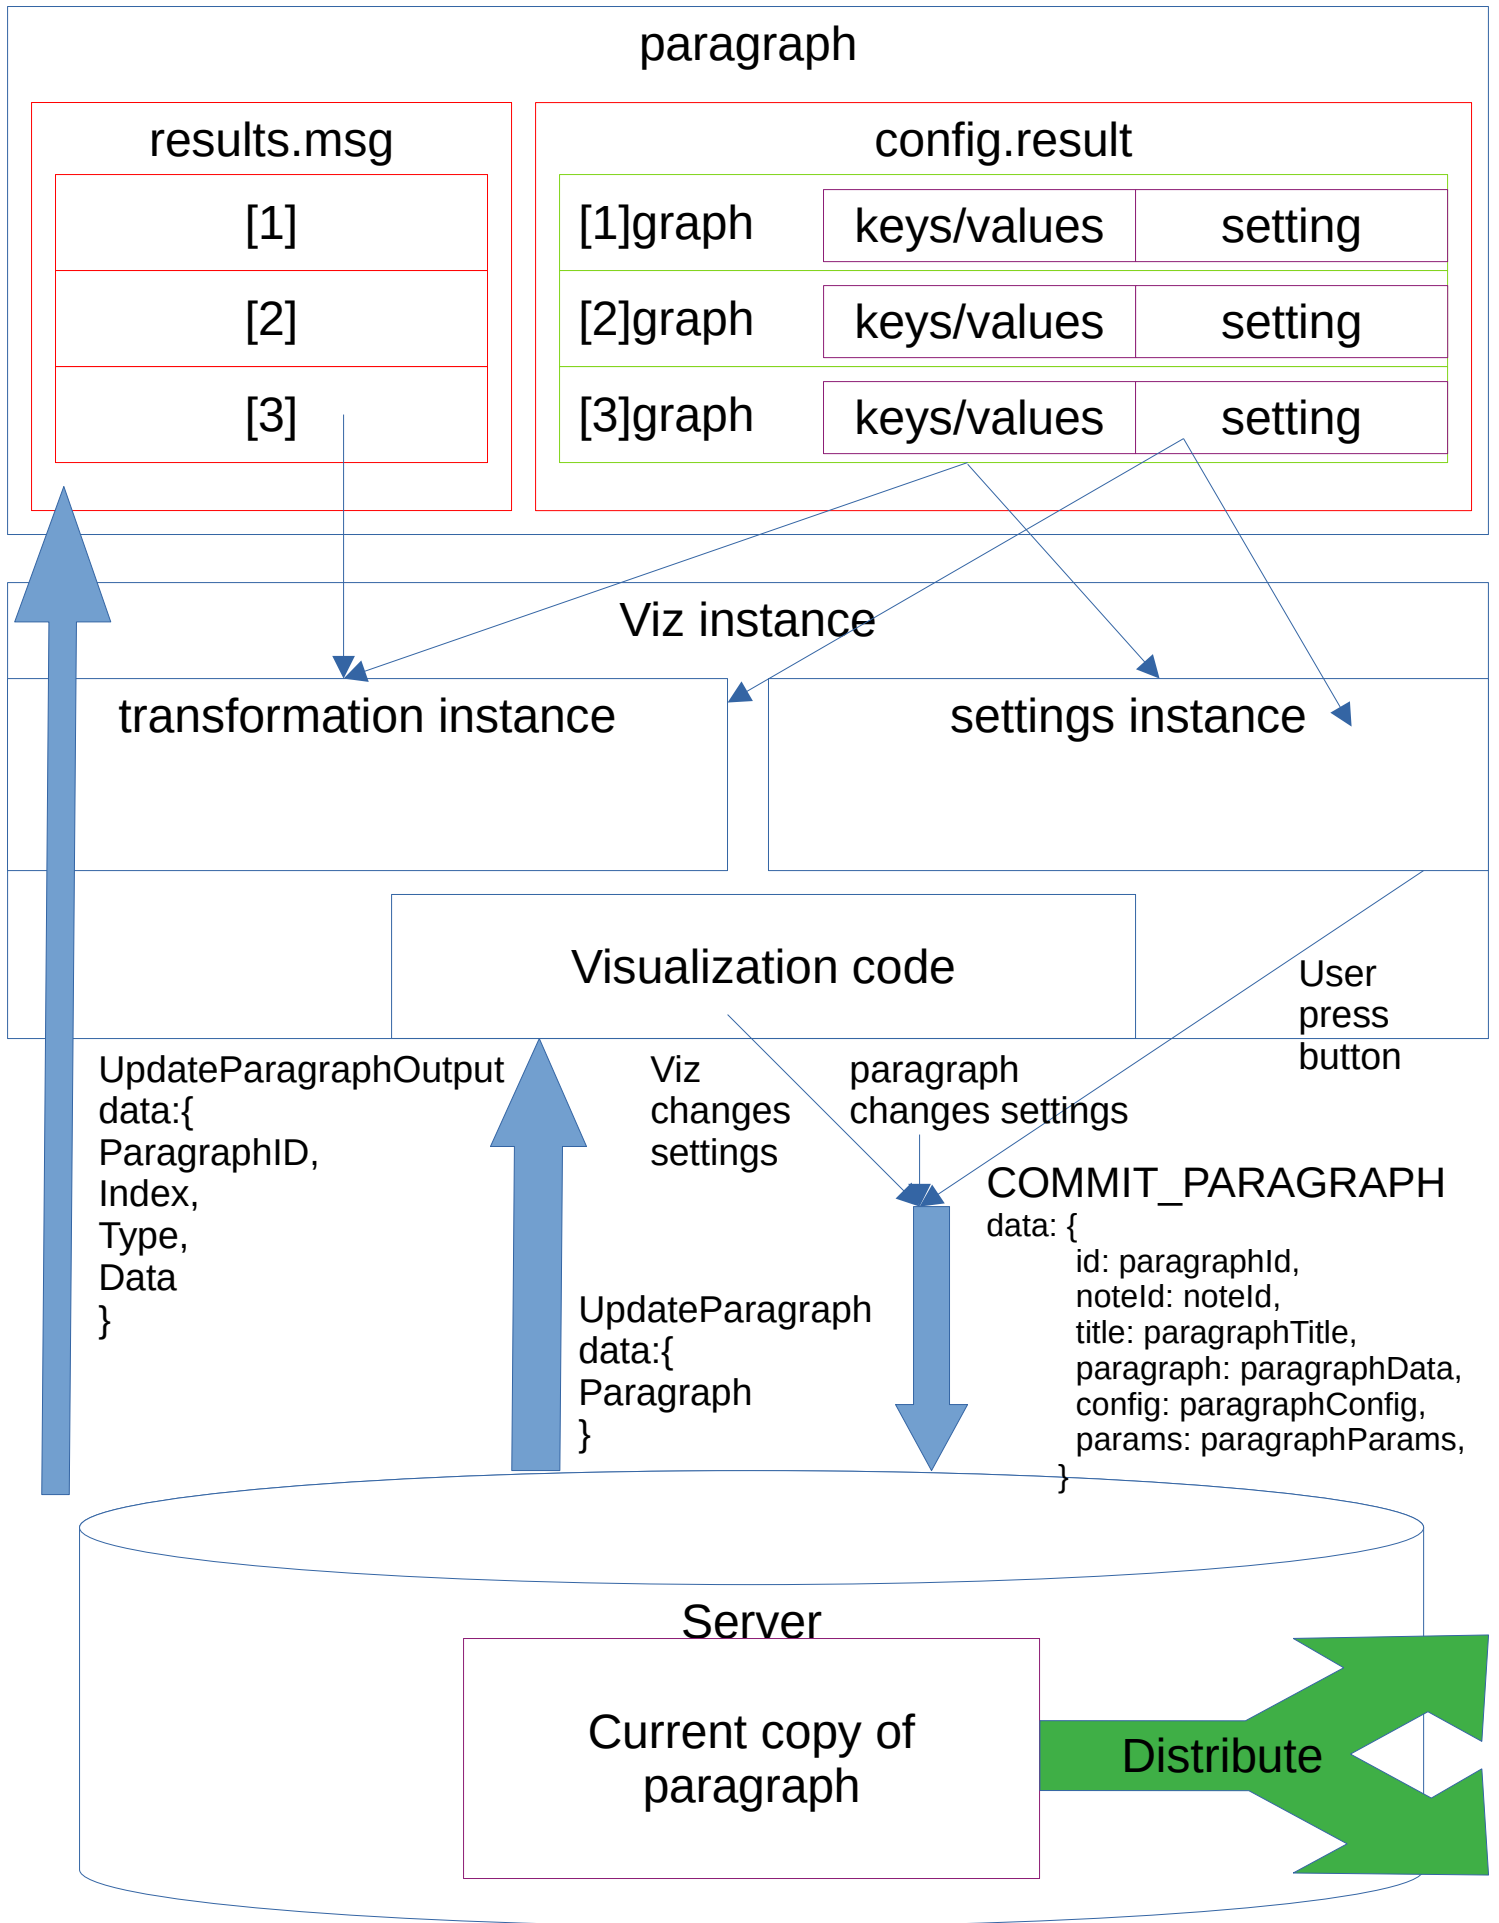 paragraph
results.msg
[1]
[2]
[3]
config.result
[1]graph keys/values setting
[2]graph keys/values setting
[3]graph keys/values setting
Viz instance
transformation instance
settings instance
Visualization code
User
press
button
UpdateParagraphOutput
data:{
ParagraphID,
Index,
Type,
Data
}
Viz
changes
settings
paragraph
changes settings
UpdateParagraph
data:{
Paragraph
}
COMMIT_PARAGRAPH
data: {
id: paragraphId,
noteId: noteId,
title: paragraphTitle,
paragraph: paragraphData,
config: paragraphConfig,
params: paragraphParams,
}
Server
Current copy of
paragraph
Distribute